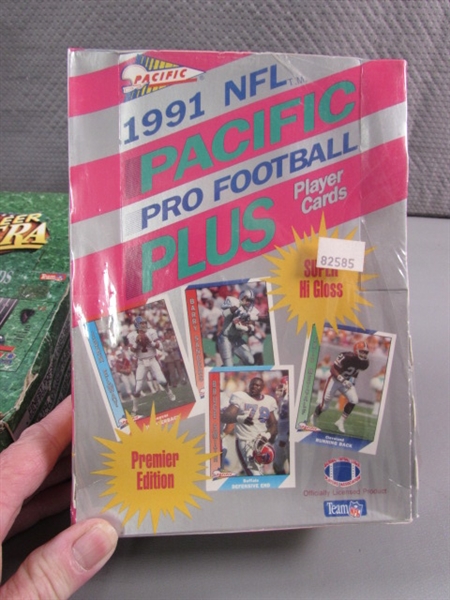 PACIFIC
1991 NFL TM
PACIFIC
PRO FOOTBALL
PLUS
Player
Cards
82585
SUPER
Hi Gloss
Premier
Edition
Buffalo
DEFENSIVE END
Cleveland
RUNNING BACK
Officially Licensed Product
Team NFL